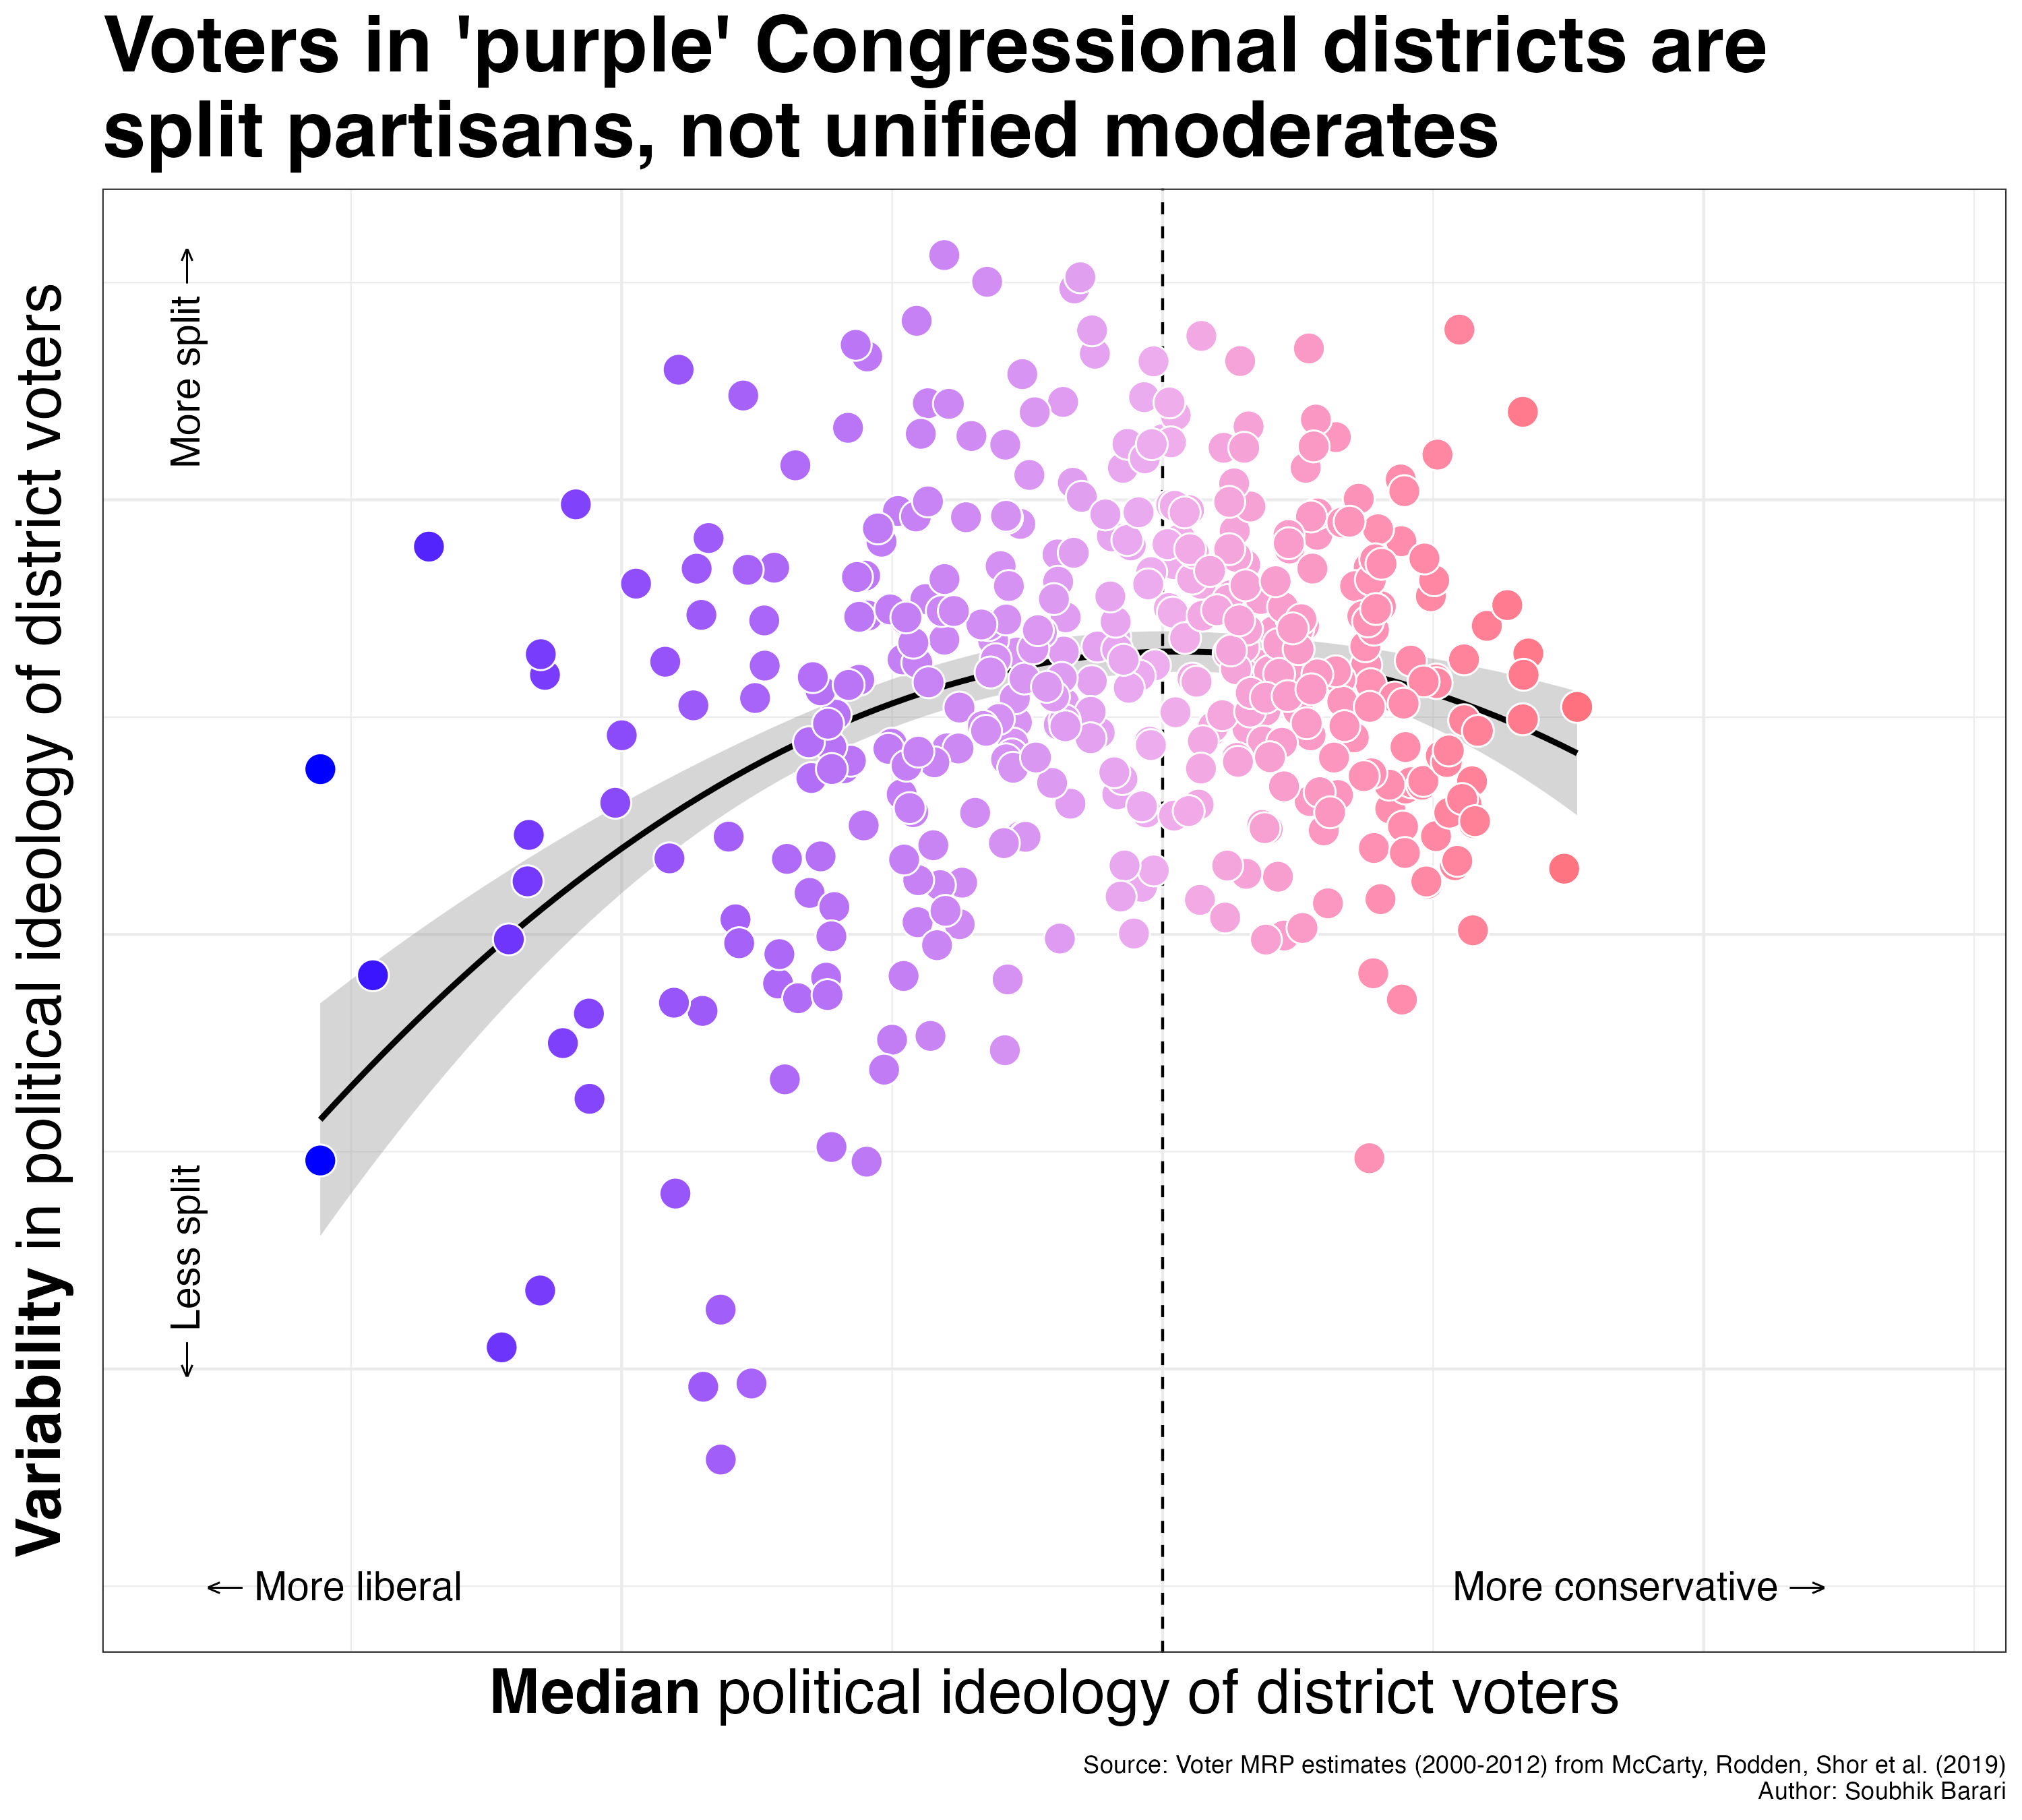 Voters in 'purple' Congressional districts are
split partisans, not unified moderates
Variability in political ideology of district voters
More split →
← Less split
← More liberal
More conservative →
Median political ideology of district voters
Source: Voter MRP estimates (2000-2012) from McCarty, Rodden, Shor et al. (2019)
Author: Soubhik Barari